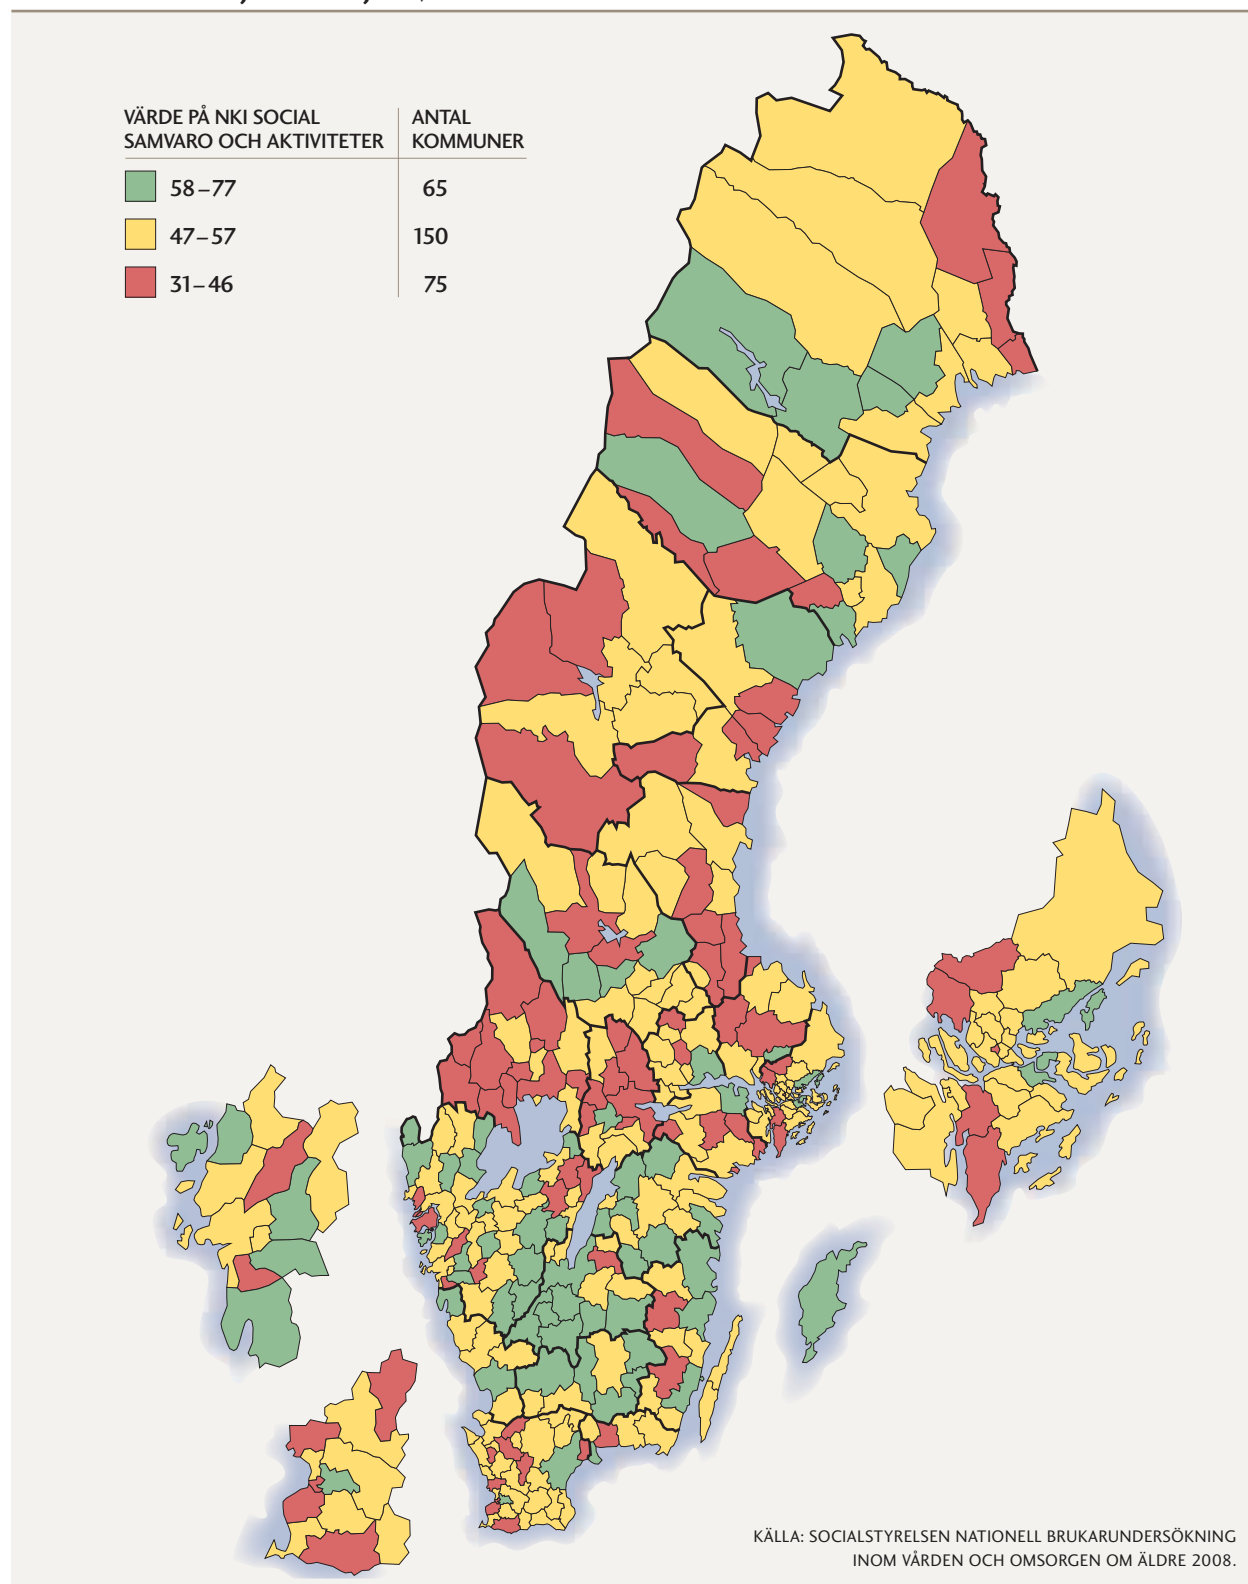 VÄRDE PÅ NKI SOCIAL
SAMVARO OCH AKTIVITETER
ANTAL
KOMMUNER
58–77 65
47–57 150
31–46 75
KÄLLA: SOCIALSTYRELSEN NATIONELL BRUKARUNDERSÖKNING
INOM VÅRDEN OCH OMSORGEN OM ÄLDRE 2008.